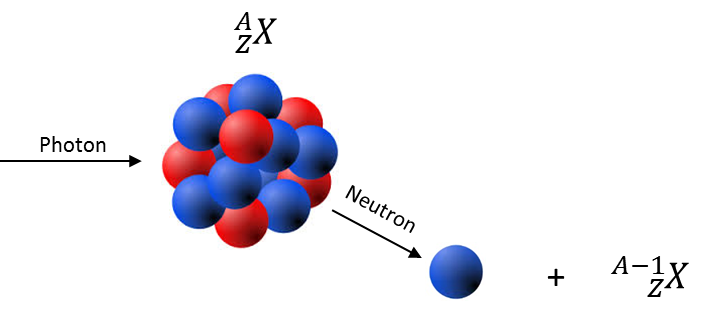 $^{A}_{Z}X$
Photon
Neutron
+ $^{A-1}_{Z}X$